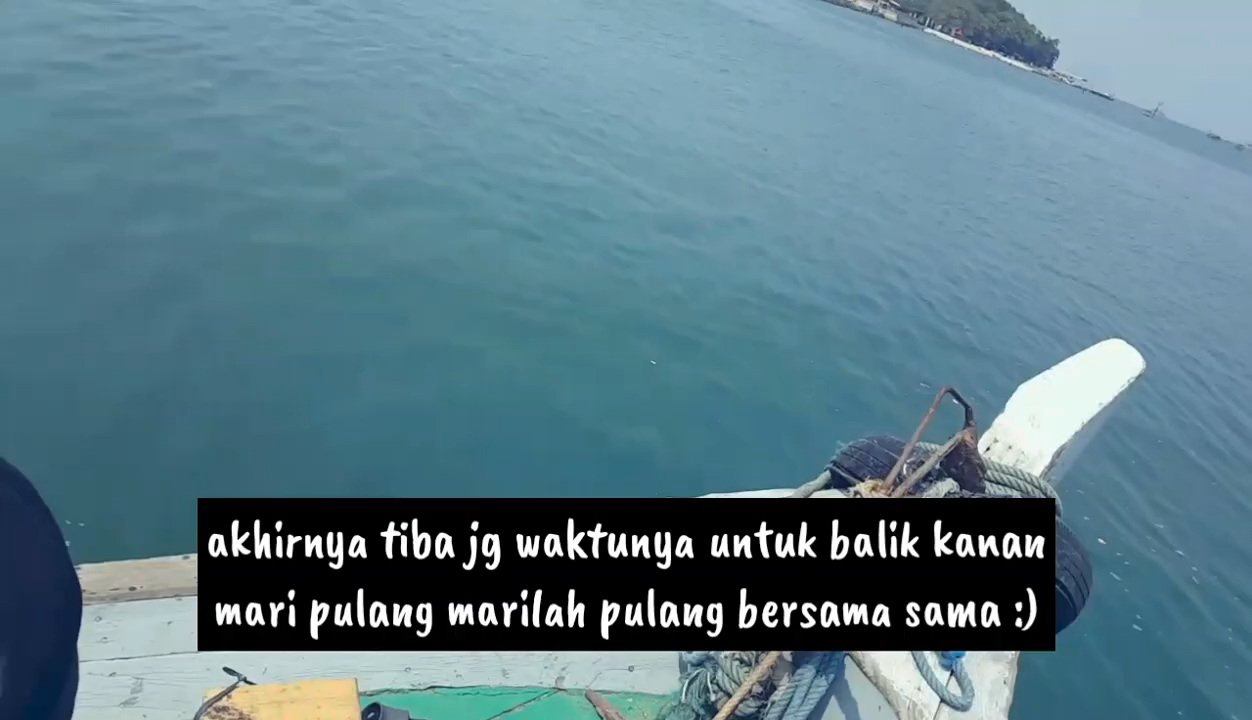 akhirnya tiba jg waktunya untuk balik kanan
mari pulang marilah pulang bersama sama :)